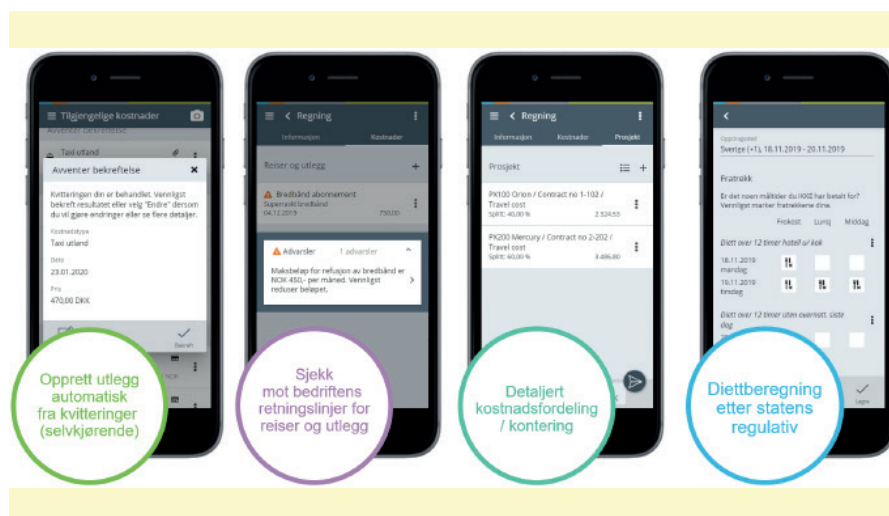 Tilgjengelige kostnader
Avventer bekreftelse
Taxi utland
Avventer bekreftelse
Kvitteringen din er behandlet. Vennligst
bekreft resultatet eller velg "Endre" dersom
du vil gjøre endringer eller se flere detaljer.
Kostnadstype
Taxi utland
Dato
23.01.2020
Pris
470,00 DKK
Bekreft
NOK
Opprett utlegg
automatisk
fra kvitteringer
(selvkjørende)
Regning
Informasjon Kostnader
Reiser og utlegg
Bredbånd abonnement
Superraskt bredbånd
04.12.2019 750,00
Advarsler 1 advarsler
Maksbeløp for refusjon av bredbånd er
NOK 450,- per måned. Vennligst
reduser beløpet.
Sjekk
mot bedriftens
retningslinjer for
reiser og utlegg
Regning
Informasjon Kostnader Prosjekt
Prosjekt
PX100 Orion / Contract no 1-102 /
Travel cost
Splitt: 40,00 % 2 324,53
PX200 Mercury / Contract no 2-202 /
Travel cost
Splitt: 60,00 % 3 486,80
Detaljert
kostnadsfordeling
/ kontering
Oppdragssted
Sverige (+1), 18.11.2019 - 20.11.2019
Fratrekk
Er det noen måltider du IKKE har betalt for?
Vennligst marker fratrekkene dine.
Frokost Lunsj Middag
Diett over 12 timer hotell u/ kok
18.11.2019
mandag
19.11.2019
tirsdag
Diett over 12 timer uten overnatt. siste
dag
Lagre
Diettberegning
etter statens
regulativ